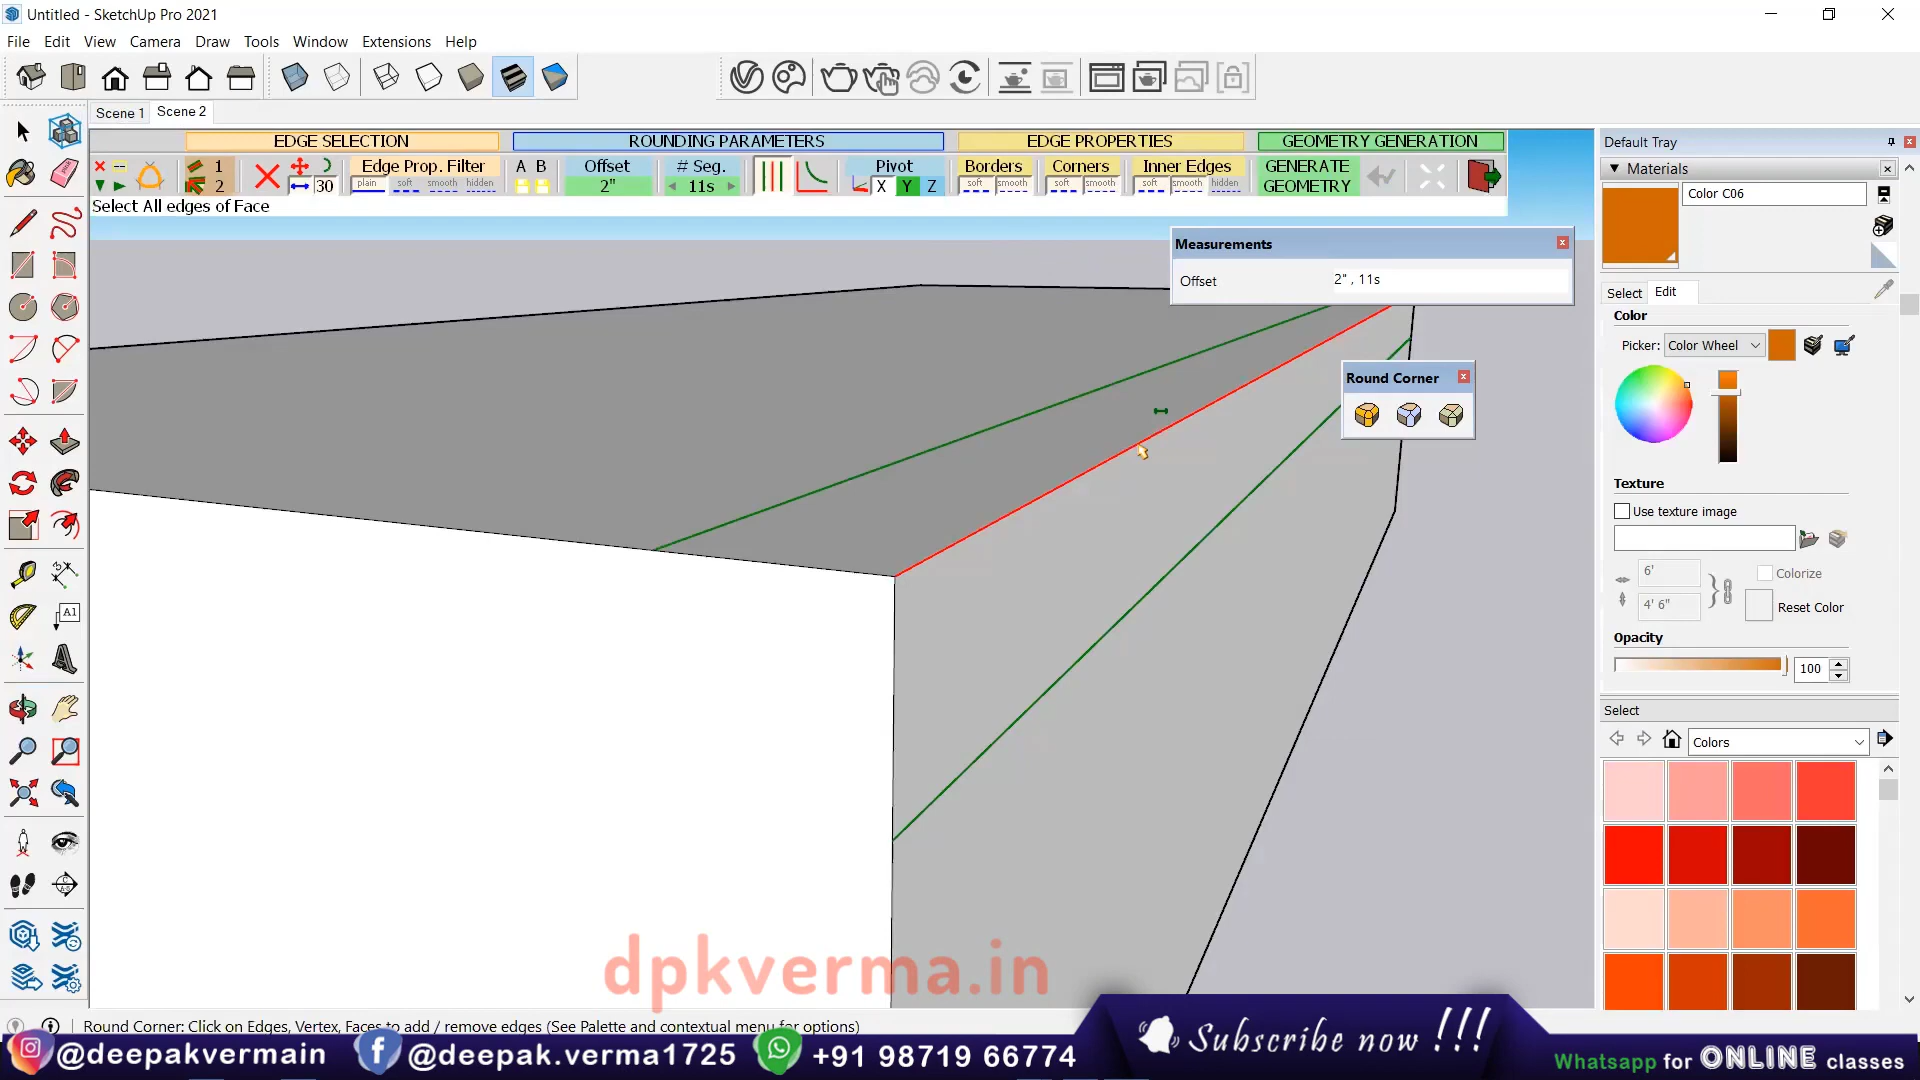 Untitled - SketchUp Pro 2021
File Edit View Camera Draw Tools Window Extensions Help
Scene 1 Scene 2
EDGE SELECTION ROUNDING PARAMETERS EDGE PROPERTIES GEOMETRY GENERATION
1 Edge Prop. Filter A B Offset # Seg. Pivot Borders Corners Inner Edges GENERATE
2 30 plain soft smooth hidden 2" 11s X Y Z soft smooth soft smooth soft smooth hidden GEOMETRY
Select All edges of Face
Measurements
Offset 2" , 11s
Round Corner
Default Tray
Materials
Color C06
Select Edit
Color
Picker: Color Wheel
Texture
Use texture image
6' Colorize
4' 6" Reset Color
Opacity
100
Select
Colors
A1
dpkverma.in
Round Corner: Click on Edges, Vertex, Faces to add / remove edges (See Palette and contextual menu for options)
@deepakvermain @deepak.verma1725 +91 98719 66774
Subscribe now !!!
Whatsapp for ONLINE classes